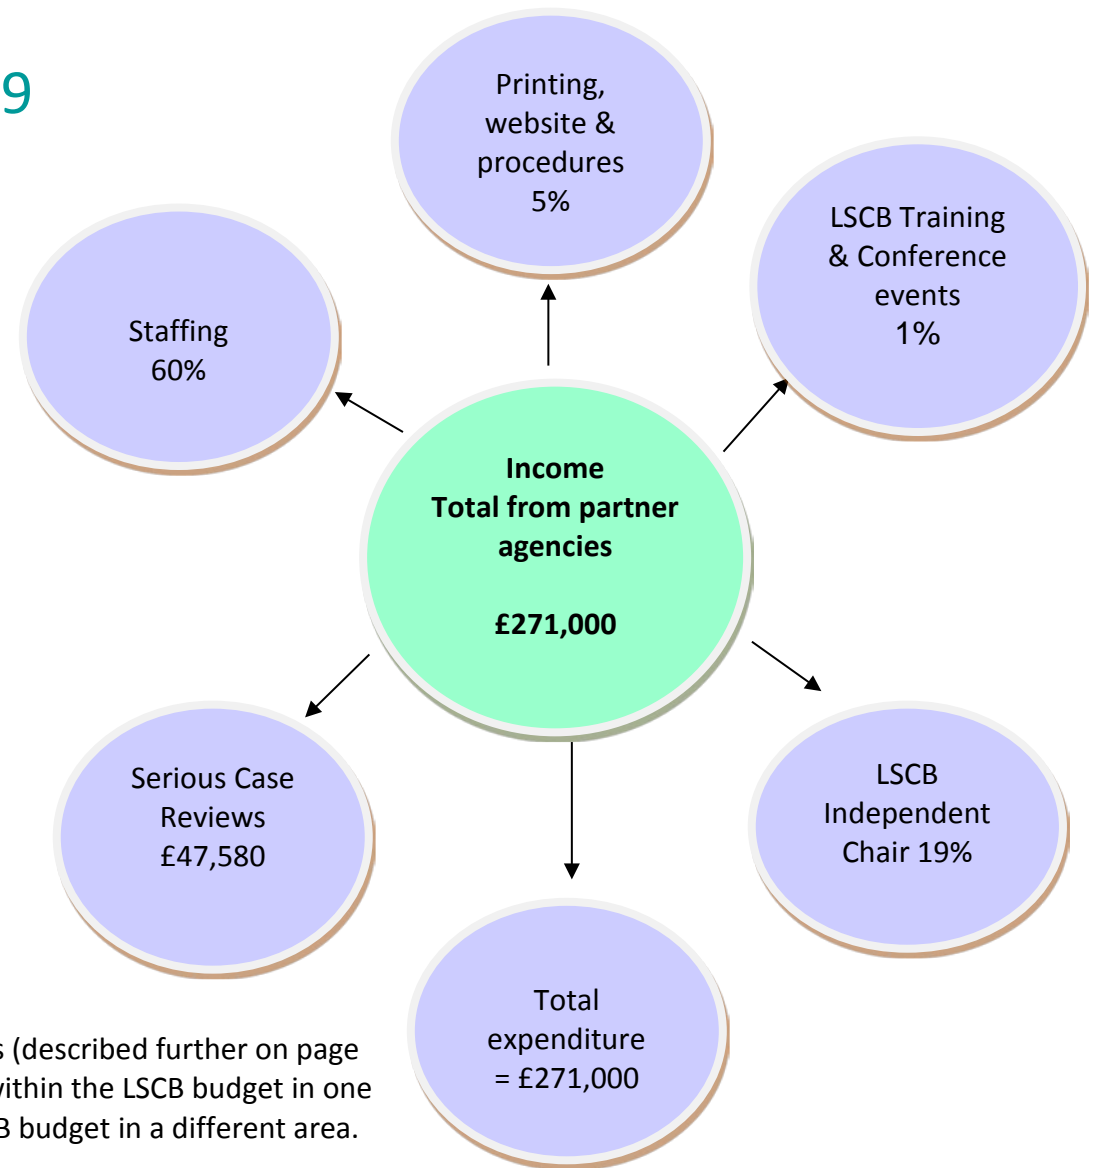 9
Printing,
website &
procedures
5%
LSCB Training
& Conference
events
1%
Staffing
60%
Income
Total from partner
agencies
£271,000
Serious Case
Reviews
£47,580
LSCB
Independent
Chair 19%
Total
expenditure
= £271,000
s (described further on page
within the LSCB budget in one
B budget in a different area.